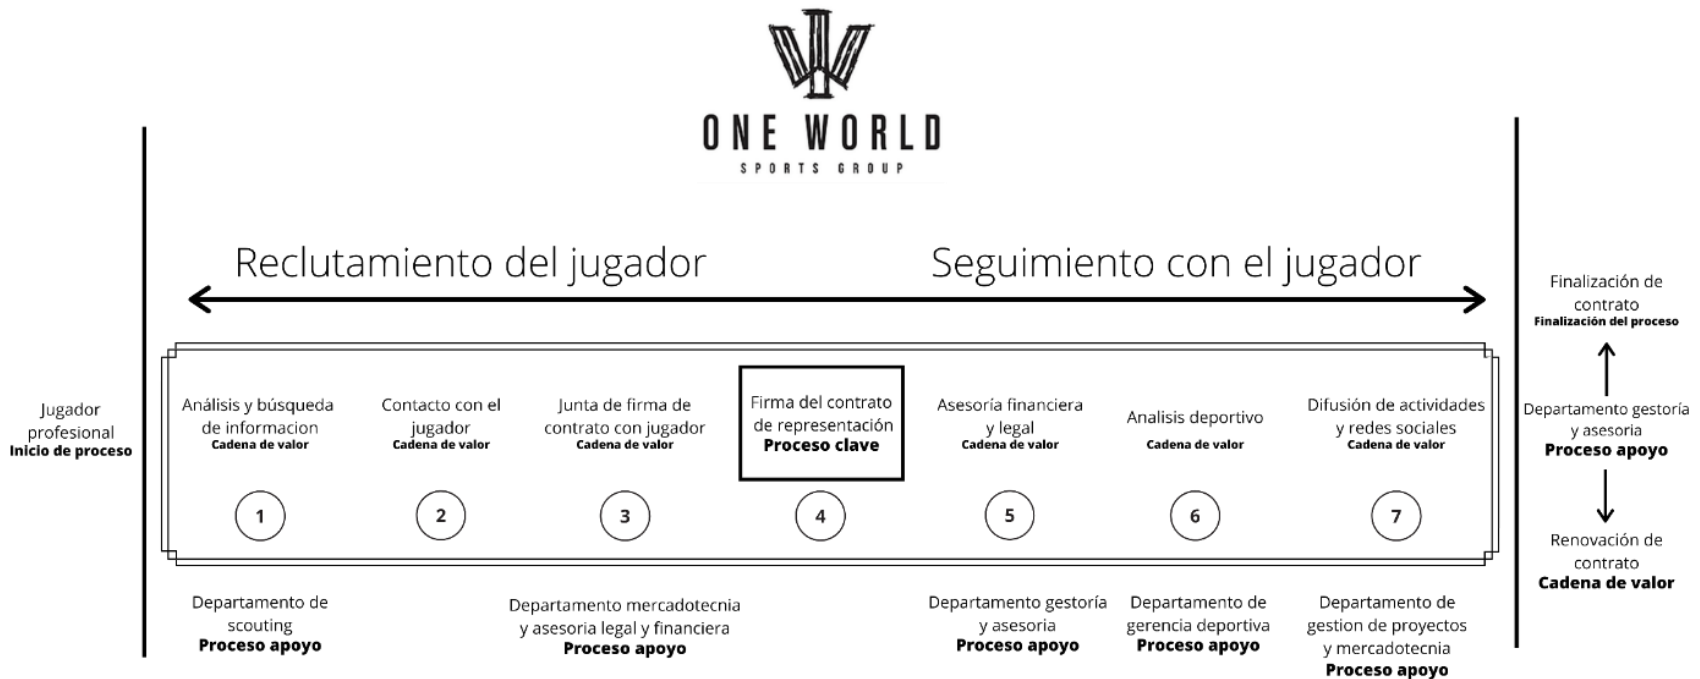 ONE WORLD
SPORTS GROUP
Reclutamiento del jugador
Seguimiento con el jugador
Jugador
profesional
Inicio de proceso
Análisis y búsqueda
de informacion
Cadena de valor
1
Contacto con el
jugador
Cadena de valor
2
Junta de firma de
contrato con jugador
Cadena de valor
3
Firma del contrato
de representación
Proceso clave
4
Asesoría financiera
y legal
Cadena de valor
5
Analisis deportivo
Cadena de valor
6
Difusión de actividades
y redes sociales
Cadena de valor
7
Departamento de
scouting
Proceso apoyo
Departamento mercadotecnia
y asesoria legal y financiera
Proceso apoyo
Departamento gestoría
y asesoria
Proceso apoyo
Departamento de
gerencia deportiva
Proceso apoyo
Departamento de
gestion de proyectos
y mercadotecnia
Proceso apoyo
Finalización de
contrato
Finalización del proceso
Departamento gestoría
y asesoria
Proceso apoyo
Renovación de
contrato
Cadena de valor